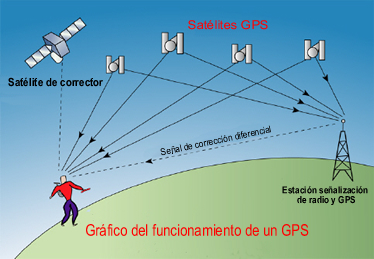 Satélites GPS
Satélite de corrector
Señal de corrección diferencial
Estación señalización
de radio y GPS
Gráfico del funcionamiento de un GPS